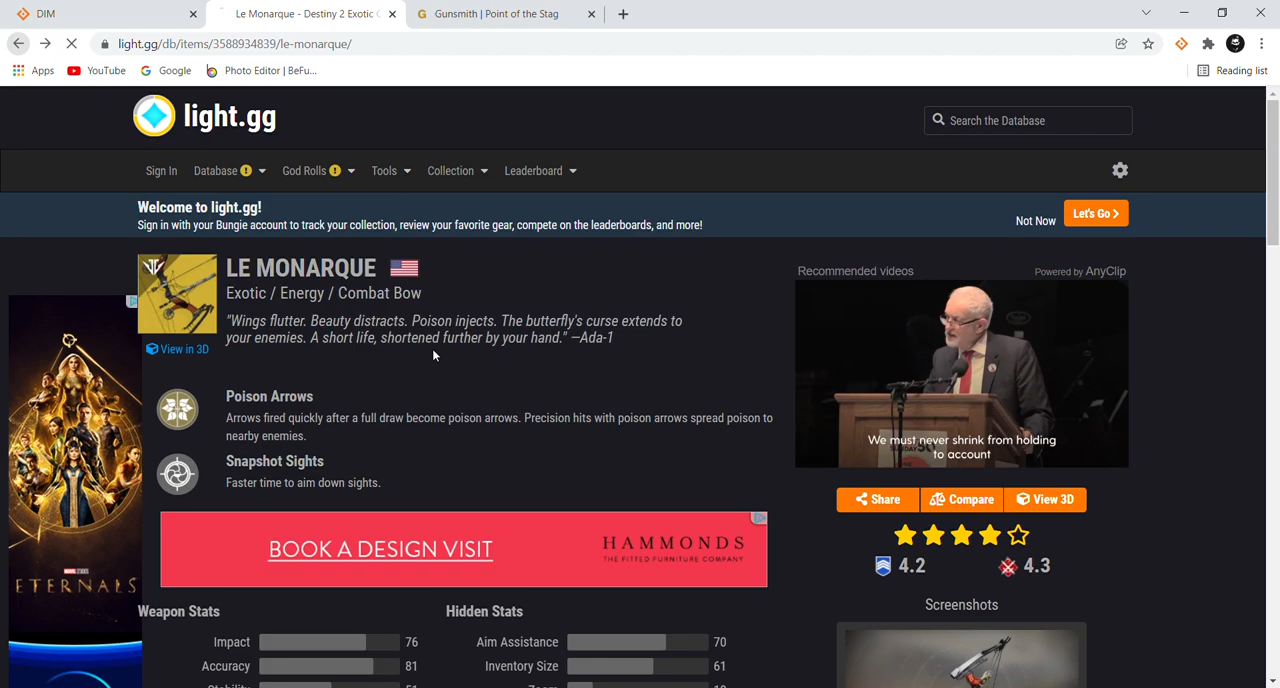 DIM
Le Monarque - Destiny 2 Exotic C
G Gunsmith | Point of the Stag
light.gg/db/items/3588934839/le-monarque/
Apps
YouTube
Google
Photo Editor | BeFu...
Reading list
light.gg
Search the Database
Sign In
Database
God Rolls
Tools
Collection
Leaderboard
Welcome to light.gg!
Sign in with your Bungie account to track your collection, review your favorite gear, compete on the leaderboards, and more!
Not Now
Let's Go
LE MONARQUE
Exotic / Energy / Combat Bow
"Wings flutter. Beauty distracts. Poison injects. The butterfly's curse extends to
your enemies. A short life, shortened further by your hand." —Ada-1
View in 3D
Poison Arrows
Arrows fired quickly after a full draw become poison arrows. Precision hits with poison arrows spread poison to
nearby enemies.
Snapshot Sights
Faster time to aim down sights.
BOOK A DESIGN VISIT
HAMMONDS
THE FITTED FURNITURE COMPANY
MARVEL STUDIOS
ETERNALS
Weapon Stats
Impact 76
Accuracy 81
Stability 51
Hidden Stats
Aim Assistance 70
Inventory Size 61
Zoom
Recommended videos
Powered by AnyClip
We must never shrink from holding
to account
Share
Compare
View 3D
4.2
4.3
Screenshots